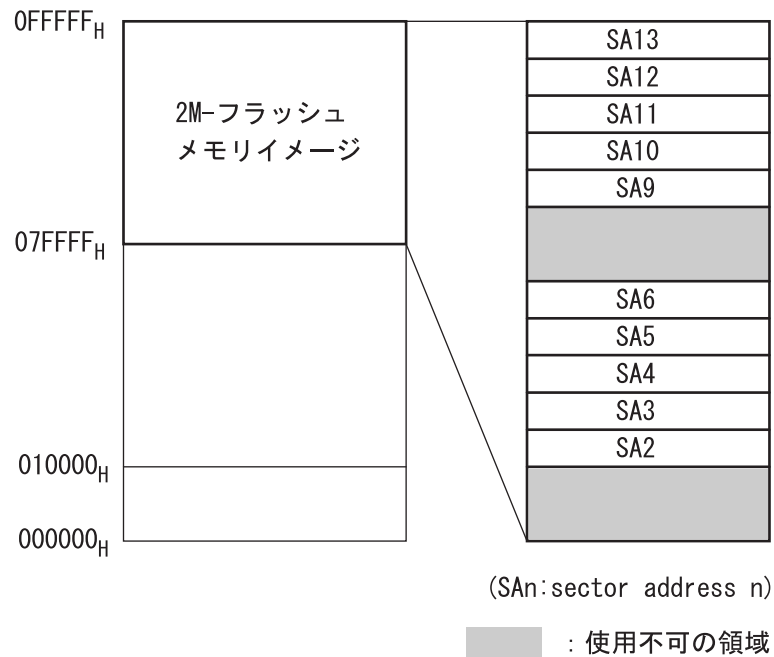 0FFFFFH
2M-フラッシュ
メモリイメージ
07FFFFH
010000H
000000H
SA13
SA12
SA11
SA10
SA9
SA6
SA5
SA4
SA3
SA2
(SAn:sector address n)
:使用不可の領域